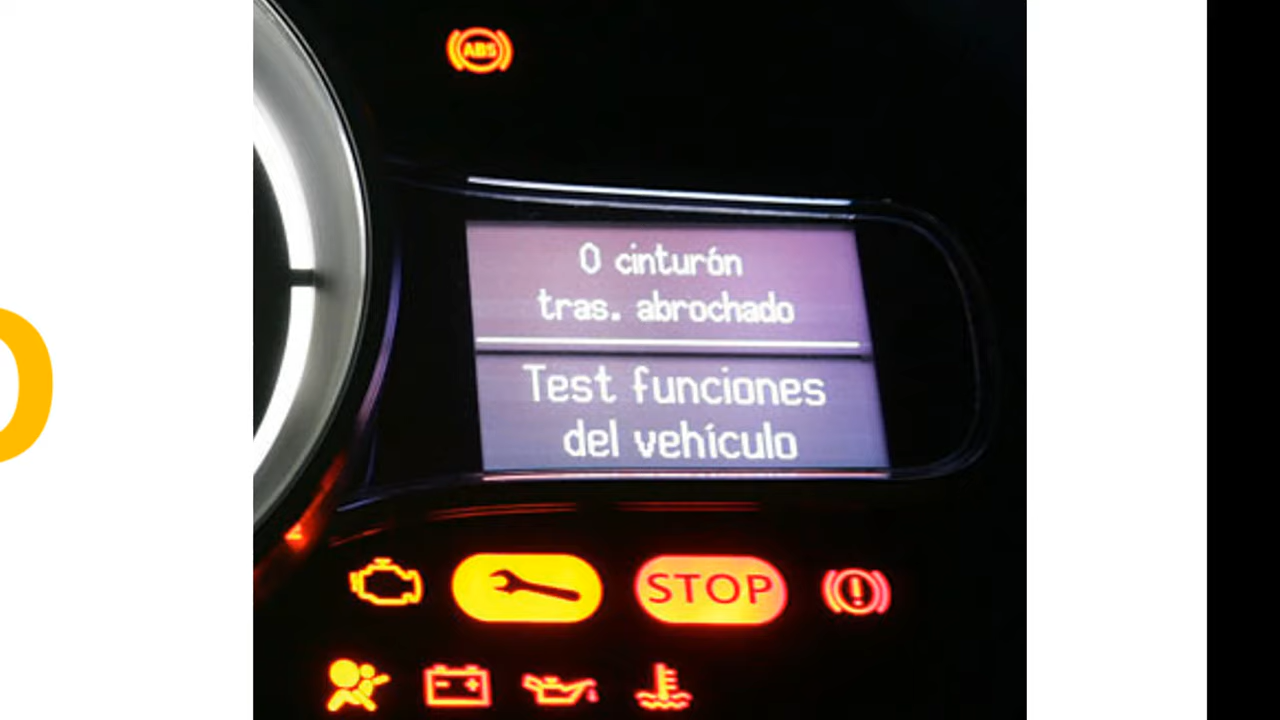 ABS
0 cinturón
tras. abrochado
Test funciones
del vehículo
STOP